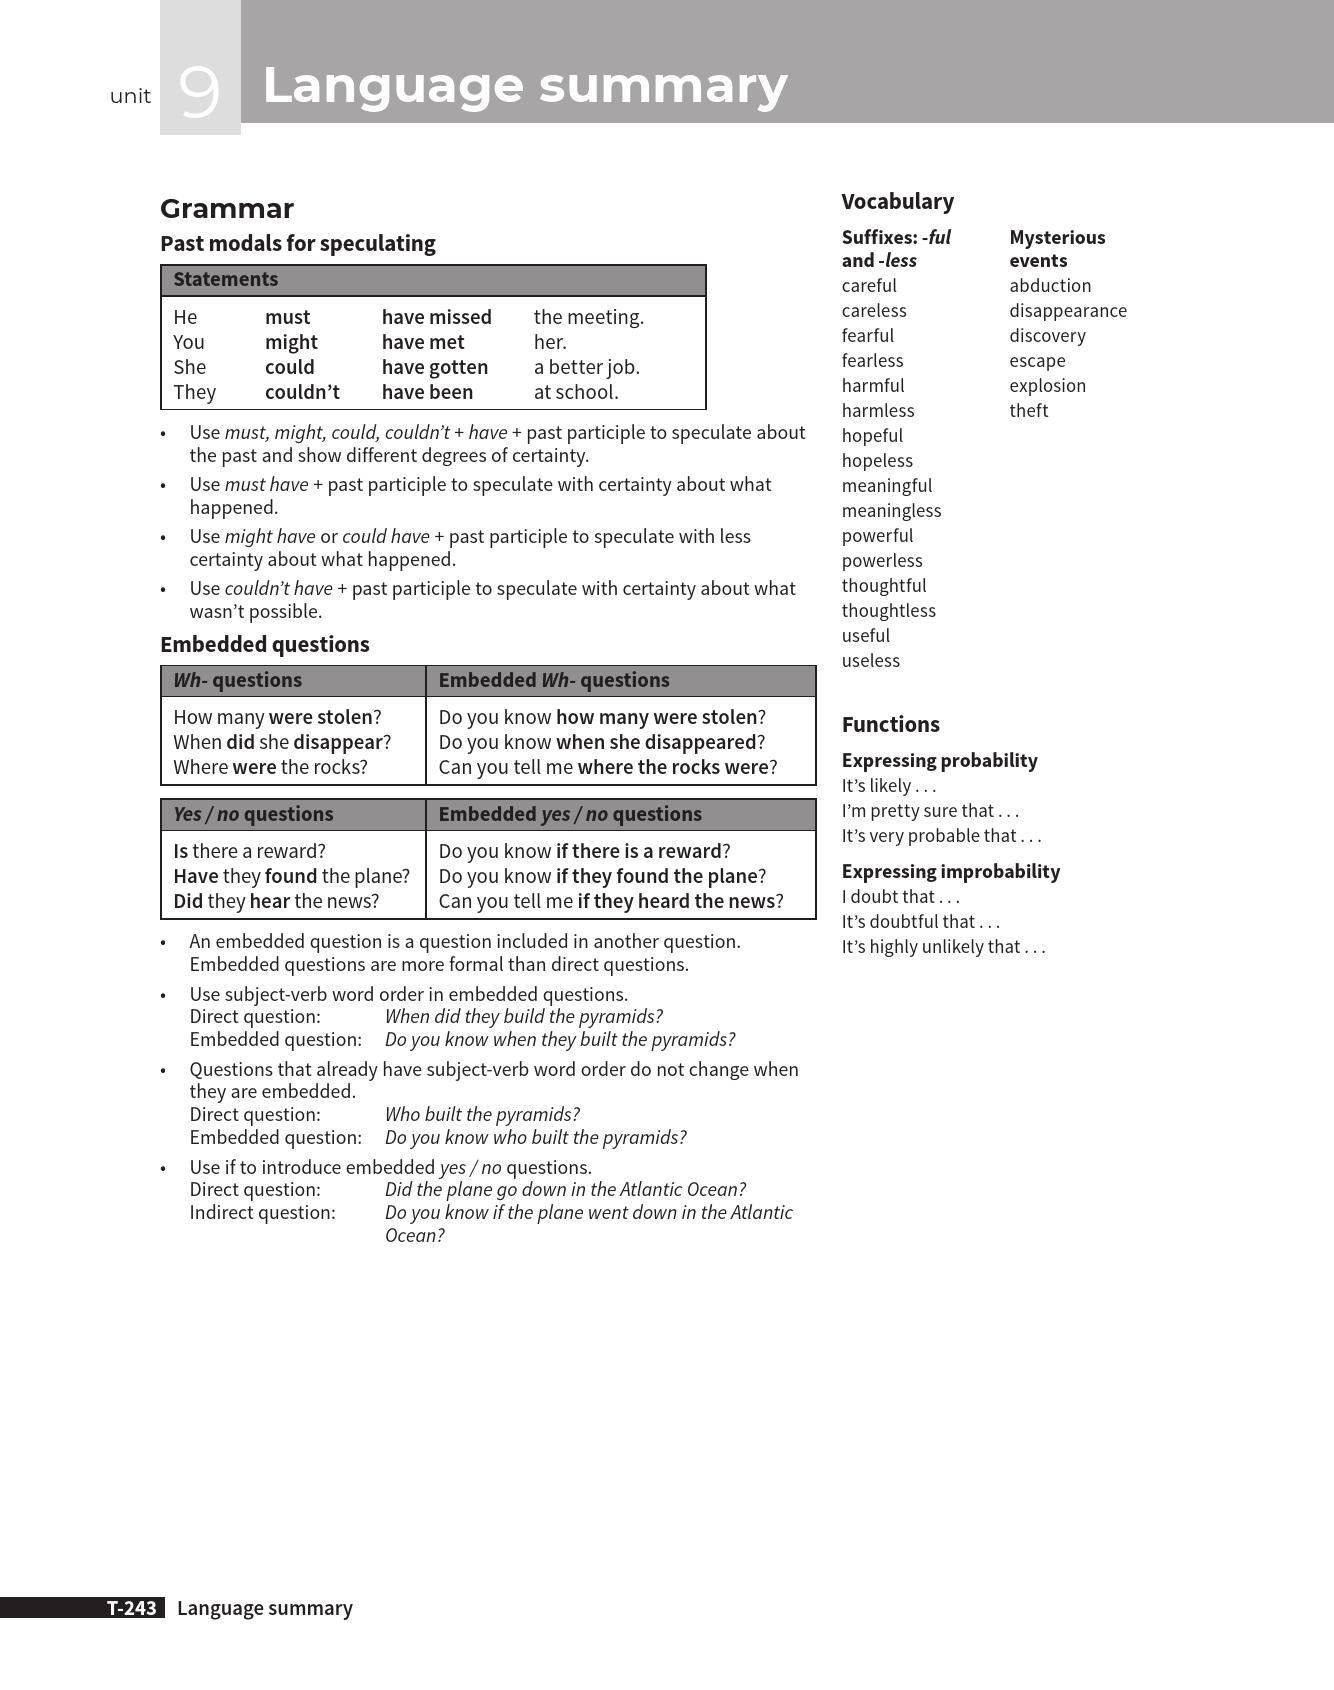 unit 9 Language summary
Grammar
Past modals for speculating
Statements
He must have missed the meeting.
You might have met her.
She could have gotten a better job.
They couldn’t have been at school.
• Use must, might, could, couldn’t + have + past participle to speculate about
the past and show different degrees of certainty.
• Use must have + past participle to speculate with certainty about what
happened.
• Use might have or could have + past participle to speculate with less
certainty about what happened.
• Use couldn’t have + past participle to speculate with certainty about what
wasn’t possible.
Embedded questions
Wh- questions Embedded Wh- questions
How many were stolen? Do you know how many were stolen?
When did she disappear? Do you know when she disappeared?
Where were the rocks? Can you tell me where the rocks were?
Yes / no questions Embedded yes / no questions
Is there a reward? Do you know if there is a reward?
Have they found the plane? Do you know if they found the plane?
Did they hear the news? Can you tell me if they heard the news?
• An embedded question is a question included in another question.
Embedded questions are more formal than direct questions.
• Use subject-verb word order in embedded questions.
Direct question: When did they build the pyramids?
Embedded question: Do you know when they built the pyramids?
• Questions that already have subject-verb word order do not change when
they are embedded.
Direct question: Who built the pyramids?
Embedded question: Do you know who built the pyramids?
• Use if to introduce embedded yes / no questions.
Direct question: Did the plane go down in the Atlantic Ocean?
Indirect question: Do you know if the plane went down in the Atlantic
Ocean?
Vocabulary
Suffixes: -ful
and -less
careful
careless
fearful
fearless
harmful
harmless
hopeful
hopeless
meaningful
meaningless
powerful
powerless
thoughtful
thoughtless
useful
useless
Mysterious
events
abduction
disappearance
discovery
escape
explosion
theft
Functions
Expressing probability
It’s likely . . .
I’m pretty sure that . . .
It’s very probable that . . .
Expressing improbability
I doubt that . . .
It’s doubtful that . . .
It’s highly unlikely that . . .
T-243 Language summary